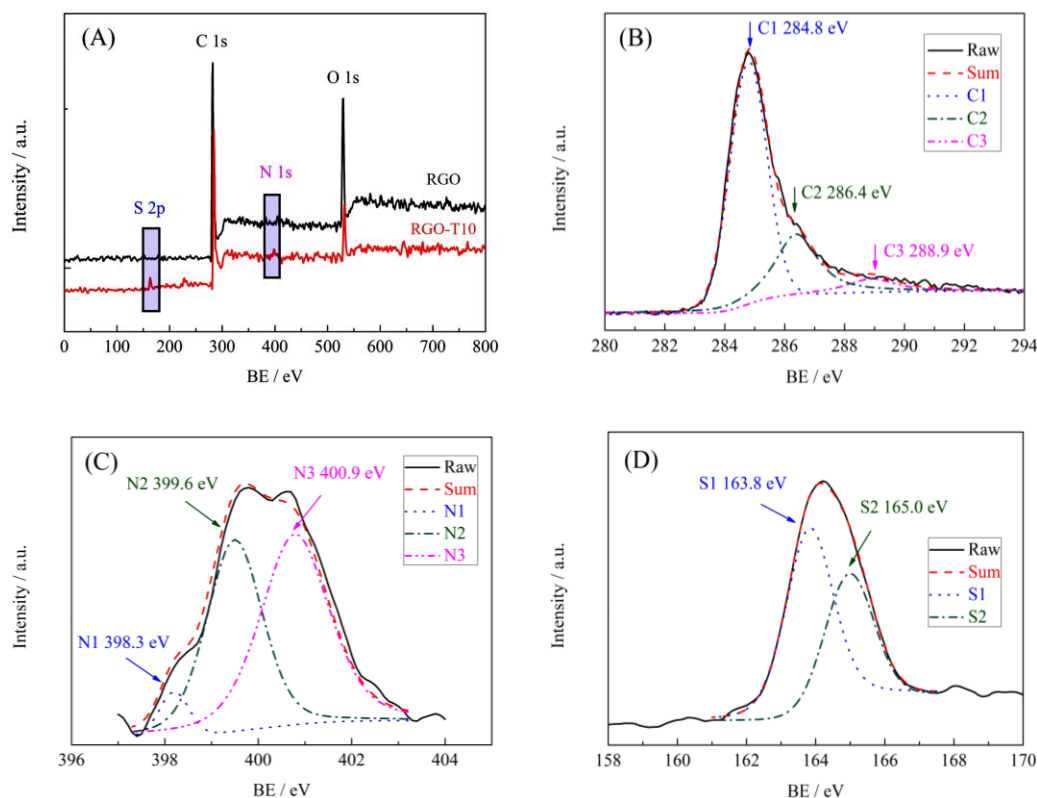 (A)
C 1s
O 1s
N 1s
S 2p
RGO
RGO-T10
Intensity / a.u.
0 100 200 300 400 500 600 700 800
BE / eV
(B)
C1 284.8 eV
C2 286.4 eV
C3 288.9 eV
Raw
Sum
C1
C2
C3
Intensity / a.u.
280 282 284 286 288 290 292 294
BE / eV
(C)
N2 399.6 eV
N3 400.9 eV
N1 398.3 eV
Raw
Sum
N1
N2
N3
Intensity / a.u.
396 398 400 402 404 406
BE / eV
(D)
S1 163.8 eV
S2 165.0 eV
Raw
Sum
S1
S2
Intensity / a.u.
158 160 162 164 166 168 170
BE / eV